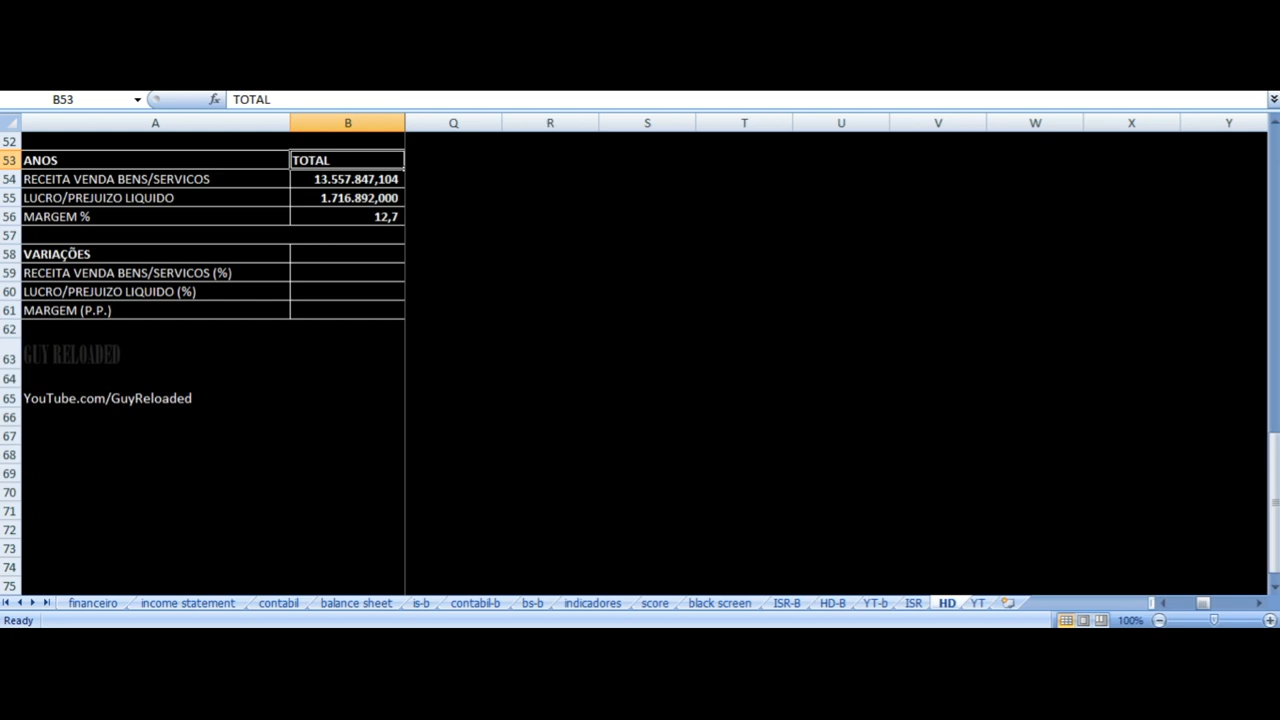 B53 fx TOTAL
A B Q R S T U V W X Y
52
53 ANOS TOTAL
54 RECEITA VENDA BENS/SERVICOS 13.557.847,104
55 LUCRO/PREJUIZO LIQUIDO 1.716.892,000
56 MARGEM % 12,7
57
58 VARIAÇÕES
59 RECEITA VENDA BENS/SERVICOS (%)
60 LUCRO/PREJUIZO LIQUIDO (%)
61 MARGEM (P.P.)
62
63 GUY RELOADED
64
65 YouTube.com/GuyReloaded
66
67
68
69
70
71
72
73
74
75
financeiro income statement contabil balance sheet is-b contabil-b bs-b indicadores score black screen ISR-B HD-B YT-b ISR HD YT
Ready 100%